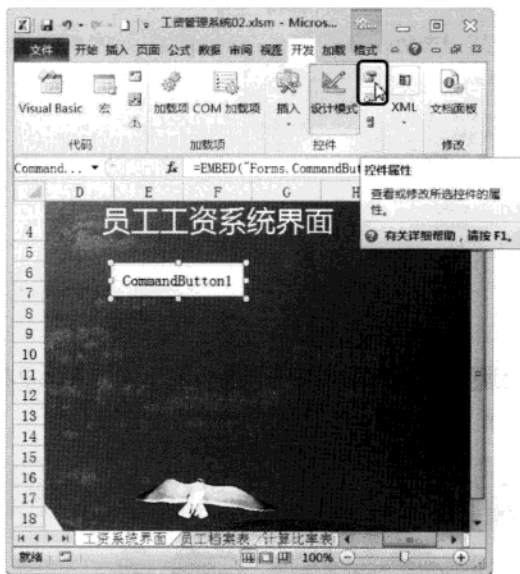 工资管理系统02.xlsm - Micros...
文件 开始 插入 页面 公式 数据 审阅 视图 开发 加载 格式
Visual Basic 宏 加载项 COM 加载项 插入 设计模式 XML 文档面板
代码 加载项 控件 修改
Command... fx =EMBED("Forms.CommandBut
控件属性
查看或修改所选控件的属性。
有关详细帮助，请按 F1。
D E F G H
员工工资系统界面
4
5
6
CommandButton1
7
8
9
10
11
12
13
14
15
16
17
18
工资系统界面 员工档案表 计算比率表
就绪 100%